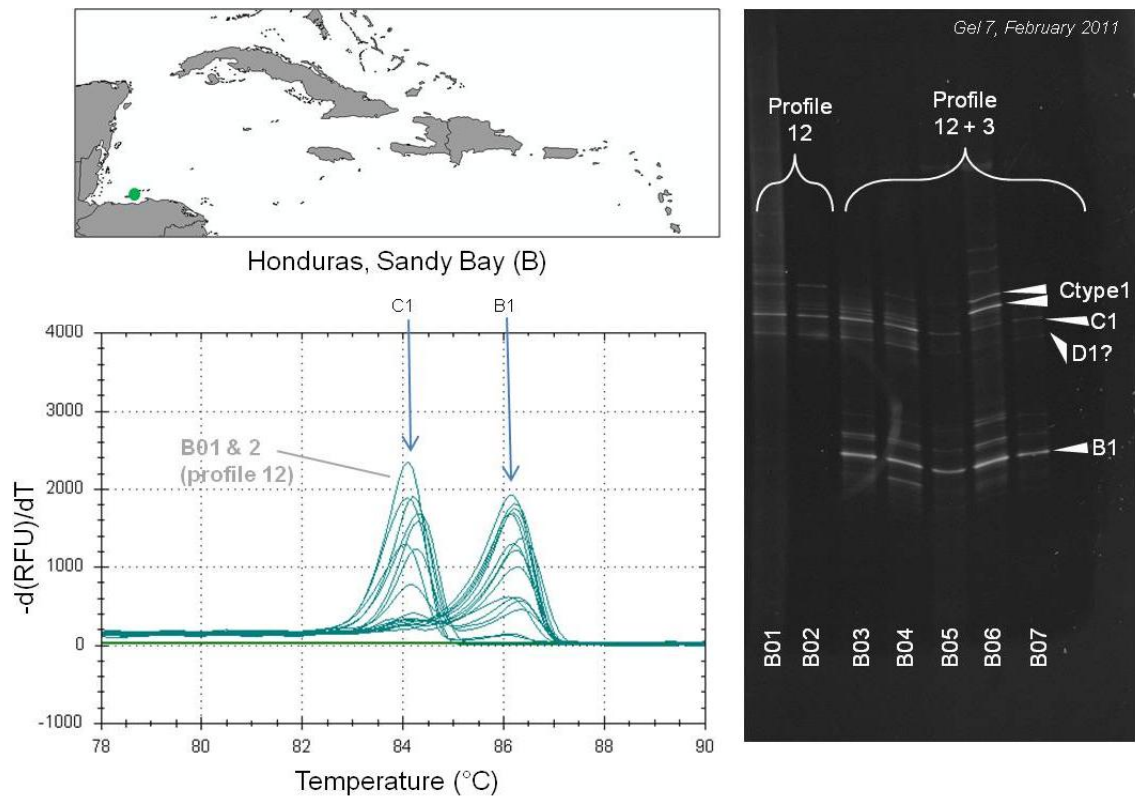 Honduras, Sandy Bay (B)
C1
B1
4000
3000
2000
1000
0
-1000
-d(RFU)/dT
B01 & 2
(profile 12)
78
80
82
84
86
88
90
Temperature (°C)
Gel 7, February 2011
Profile
12
Profile
12 + 3
Ctype1
C1
D1?
B1
B01
B02
B03
B04
B05
B06
B07